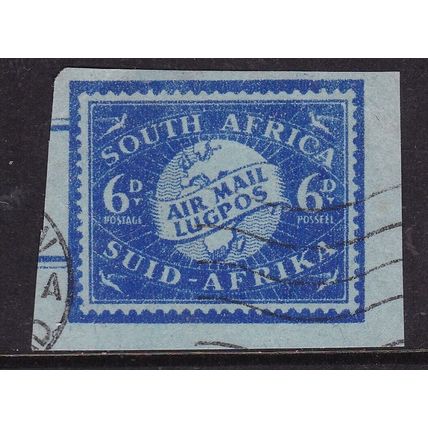 SOUTH AFRICA
6D 6D
AIR MAIL
LUGPOS
POSTAGE POSSEEL
SUID-AFRIKA
A
D